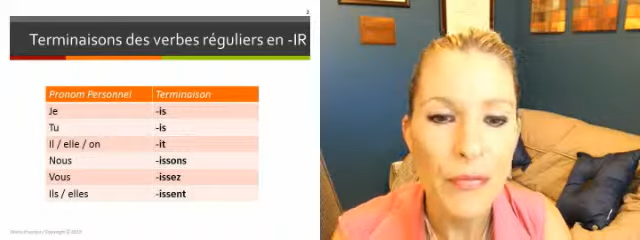 2
Terminaisons des verbes réguliers en -IR
Pronom Personnel Terminaison
Je -is
Tu -is
Il / elle / on -it
Nous -issons
Vous -issez
Ils / elles -issent